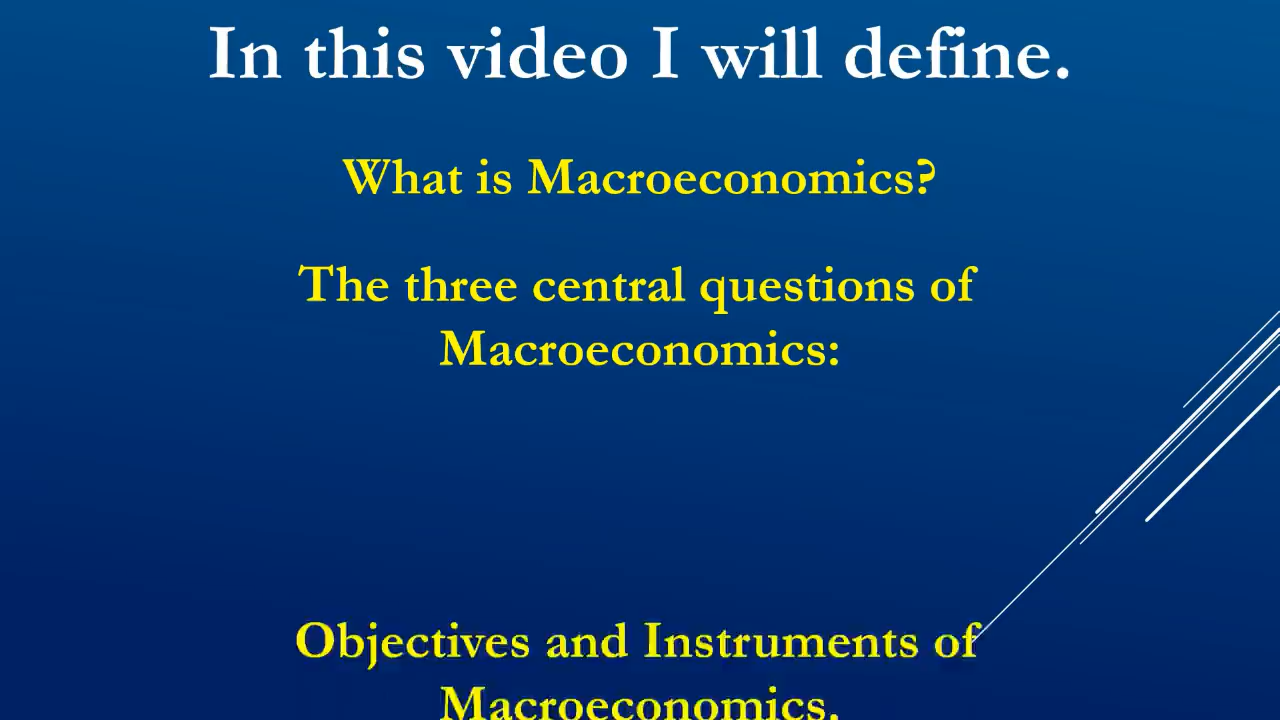 In this video I will define.
What is Macroeconomics?
The three central questions of
Macroeconomics:
Objectives and Instruments of
Macroeconomics.